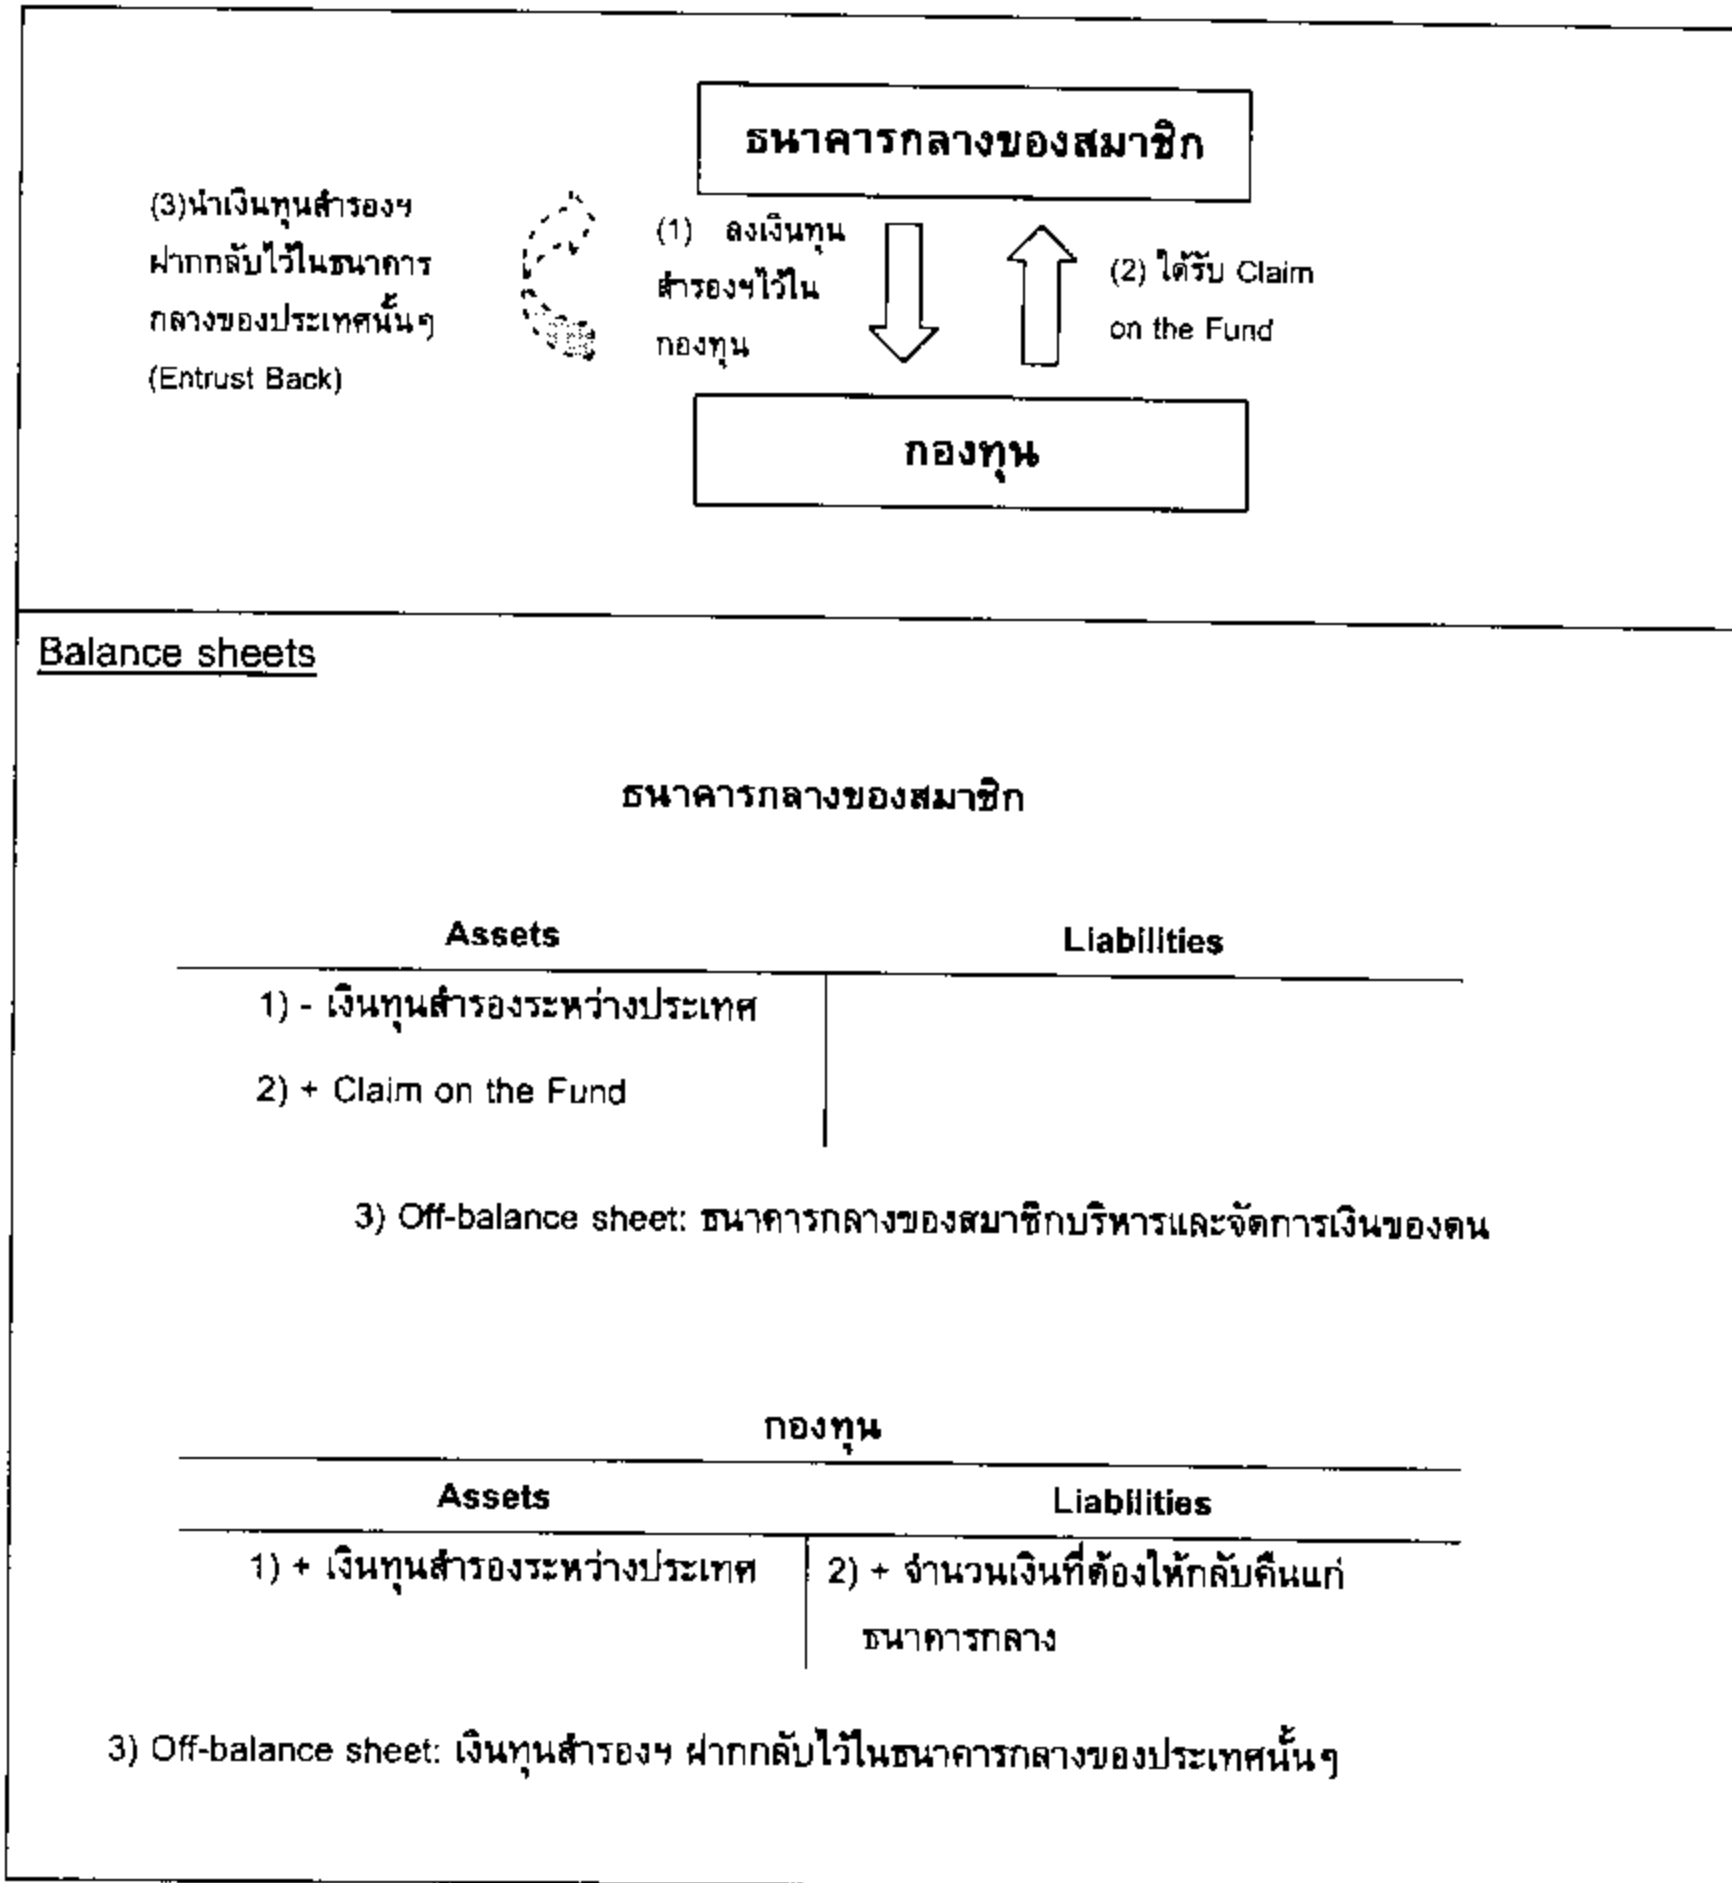 ธนาคารกลางของสมาชิก
(3)นำเงินทุนสำรองฯ
ฝากกลับไว้ในธนาคาร
กลางของประเทศนั้นๆ
(Entrust Back)
(1) ลงเงินทุน
สำรองฯไว้ใน
กองทุน
(2) ได้รับ Claim
on the Fund
กองทุน
Balance sheets
ธนาคารกลางของสมาชิก
Assets
Liabilities
1) - เงินทุนสำรองระหว่างประเทศ
2) + Claim on the Fund
3) Off-balance sheet: ธนาคารกลางของสมาชิกบริหารและจัดการเงินของตน
กองทุน
Assets
Liabilities
1) + เงินทุนสำรองระหว่างประเทศ
2) + จำนวนเงินที่ต้องให้กลับคืนแก่
ธนาคารกลาง
3) Off-balance sheet: เงินทุนสำรองฯ ฝากกลับไว้ในธนาคารกลางของประเทศนั้นๆ